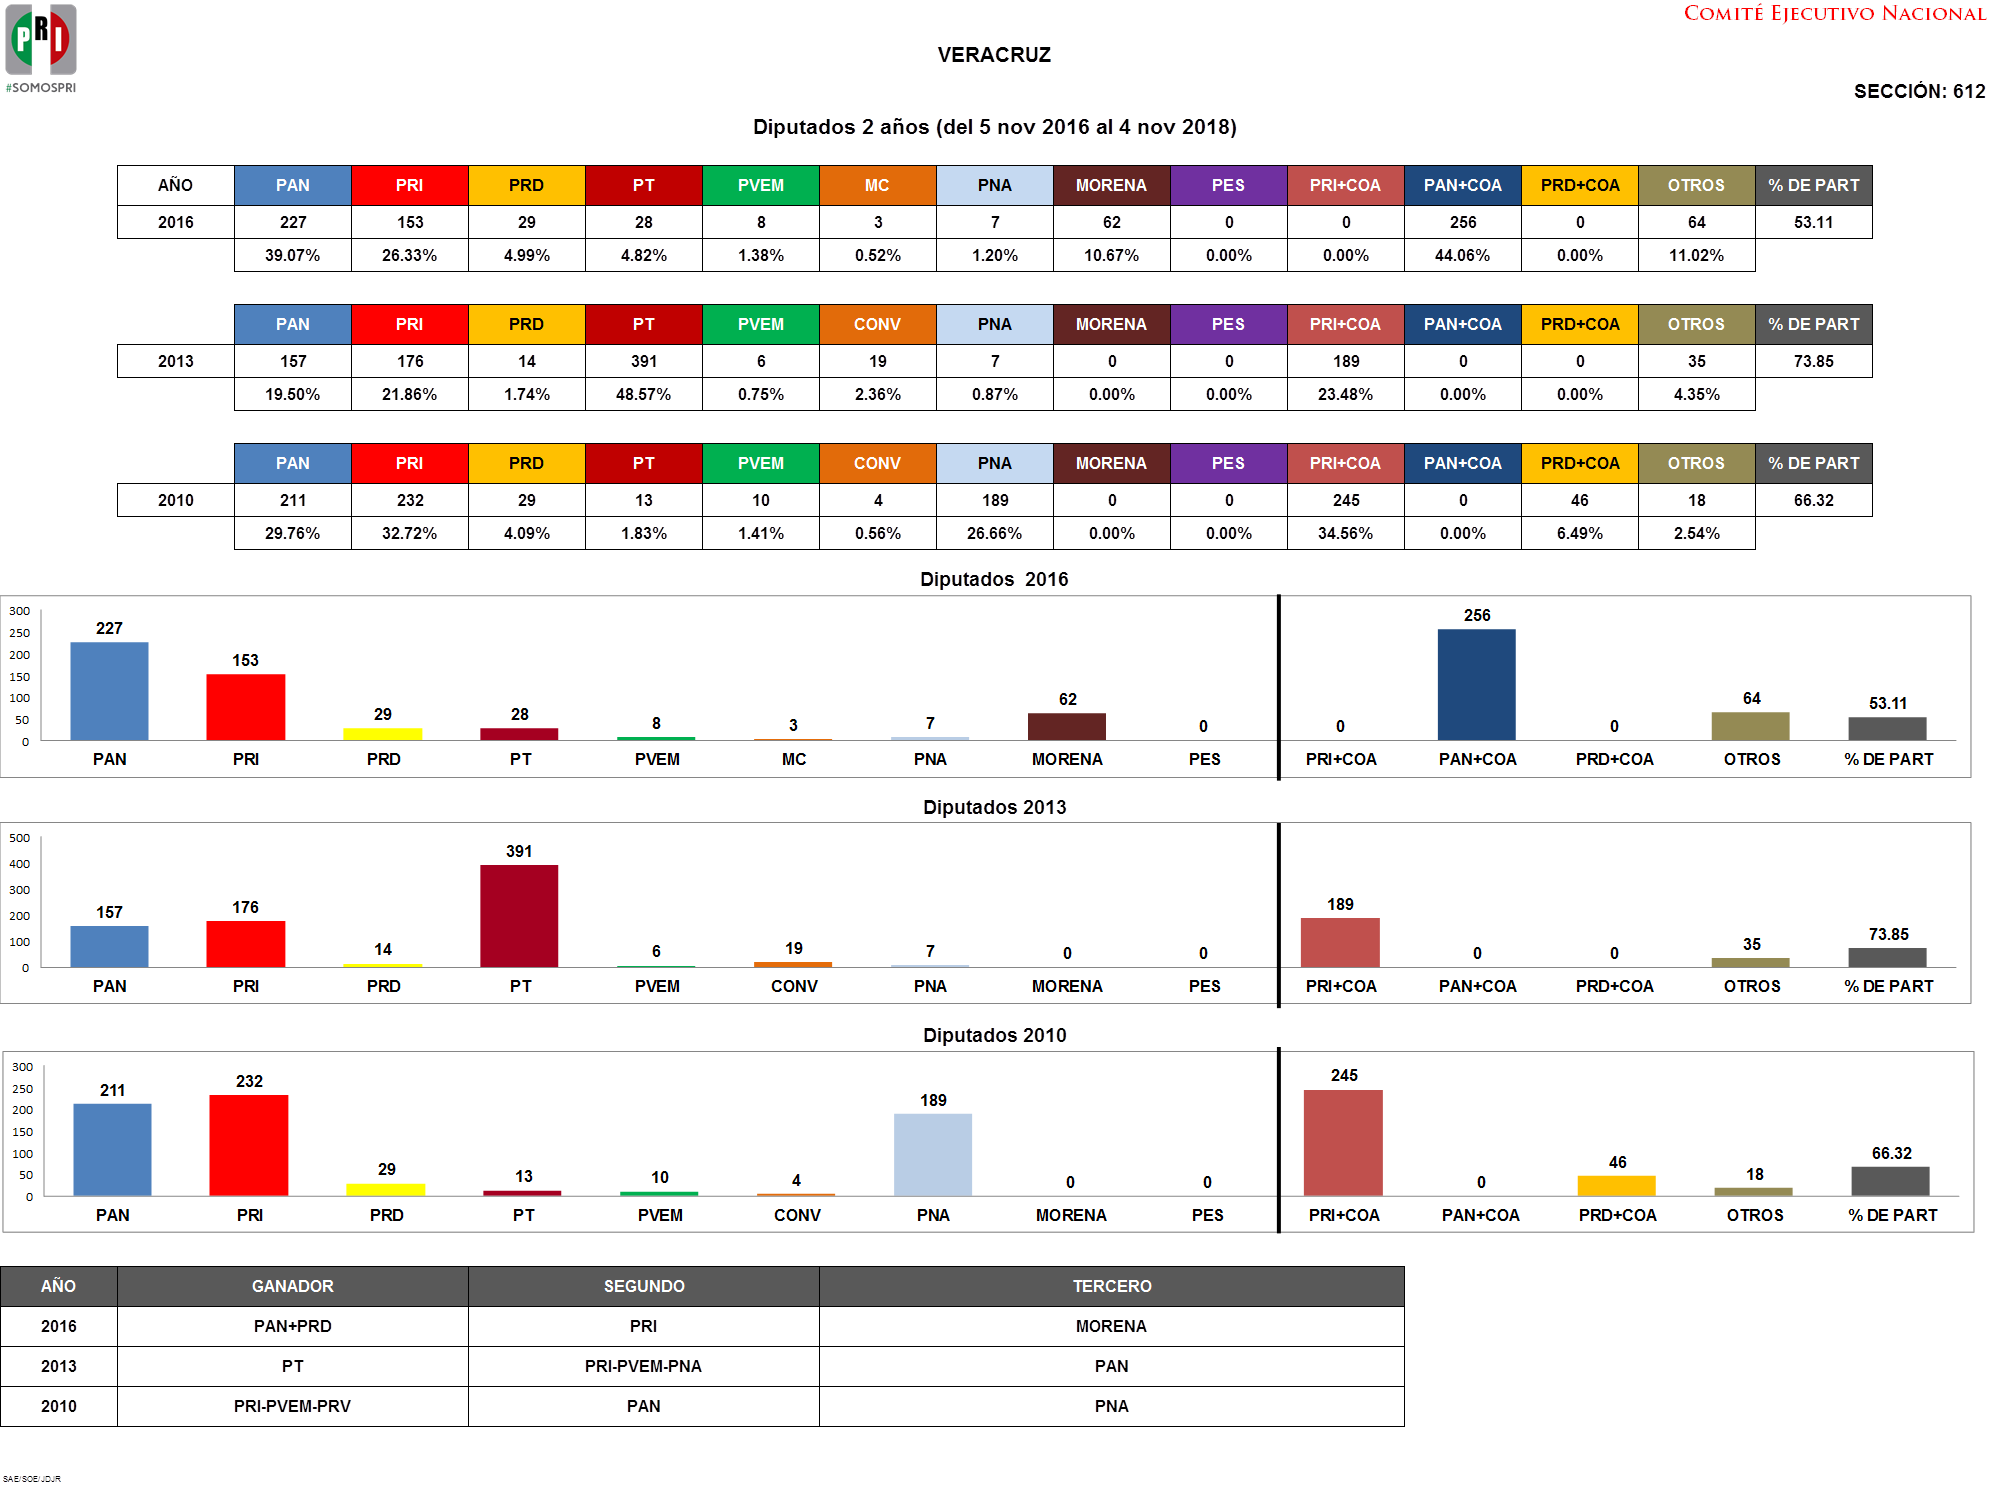 PRI
#SOMOSPRI
COMITÉ EJECUTIVO NACIONAL
VERACRUZ
SECCIÓN: 612
Diputados 2 años (del 5 nov 2016 al 4 nov 2018)
AÑO PAN PRI PRD PT PVEM MC PNA MORENA PES PRI+COA PAN+COA PRD+COA OTROS % DE PART
2016 227 153 29 28 8 3 7 62 0 0 256 0 64 53.11
39.07% 26.33% 4.99% 4.82% 1.38% 0.52% 1.20% 10.67% 0.00% 0.00% 44.06% 0.00% 11.02%
PAN PRI PRD PT PVEM CONV PNA MORENA PES PRI+COA PAN+COA PRD+COA OTROS % DE PART
2013 157 176 14 391 6 19 7 0 0 189 0 0 35 73.85
19.50% 21.86% 1.74% 48.57% 0.75% 2.36% 0.87% 0.00% 0.00% 23.48% 0.00% 0.00% 4.35%
PAN PRI PRD PT PVEM CONV PNA MORENA PES PRI+COA PAN+COA PRD+COA OTROS % DE PART
2010 211 232 29 13 10 4 189 0 0 245 0 46 18 66.32
29.76% 32.72% 4.09% 1.83% 1.41% 0.56% 26.66% 0.00% 0.00% 34.56% 0.00% 6.49% 2.54%
Diputados 2016
300
250
200
150
100
50
0
227 153 29 28 8 3 7 62 0 0 256 0 64 53.11
PAN PRI PRD PT PVEM MC PNA MORENA PES PRI+COA PAN+COA PRD+COA OTROS % DE PART
Diputados 2013
500
400
300
200
100
0
157 176 14 391 6 19 7 0 0 189 0 0 35 73.85
PAN PRI PRD PT PVEM CONV PNA MORENA PES PRI+COA PAN+COA PRD+COA OTROS % DE PART
Diputados 2010
300
250
200
150
100
50
0
211 232 29 13 10 4 189 0 0 245 0 46 18 66.32
PAN PRI PRD PT PVEM CONV PNA MORENA PES PRI+COA PAN+COA PRD+COA OTROS % DE PART
AÑO GANADOR SEGUNDO TERCERO
2016 PAN+PRD PRI MORENA
2013 PT PRI-PVEM-PNA PAN
2010 PRI-PVEM-PRV PAN PNA
SAE/SOE/JDJR